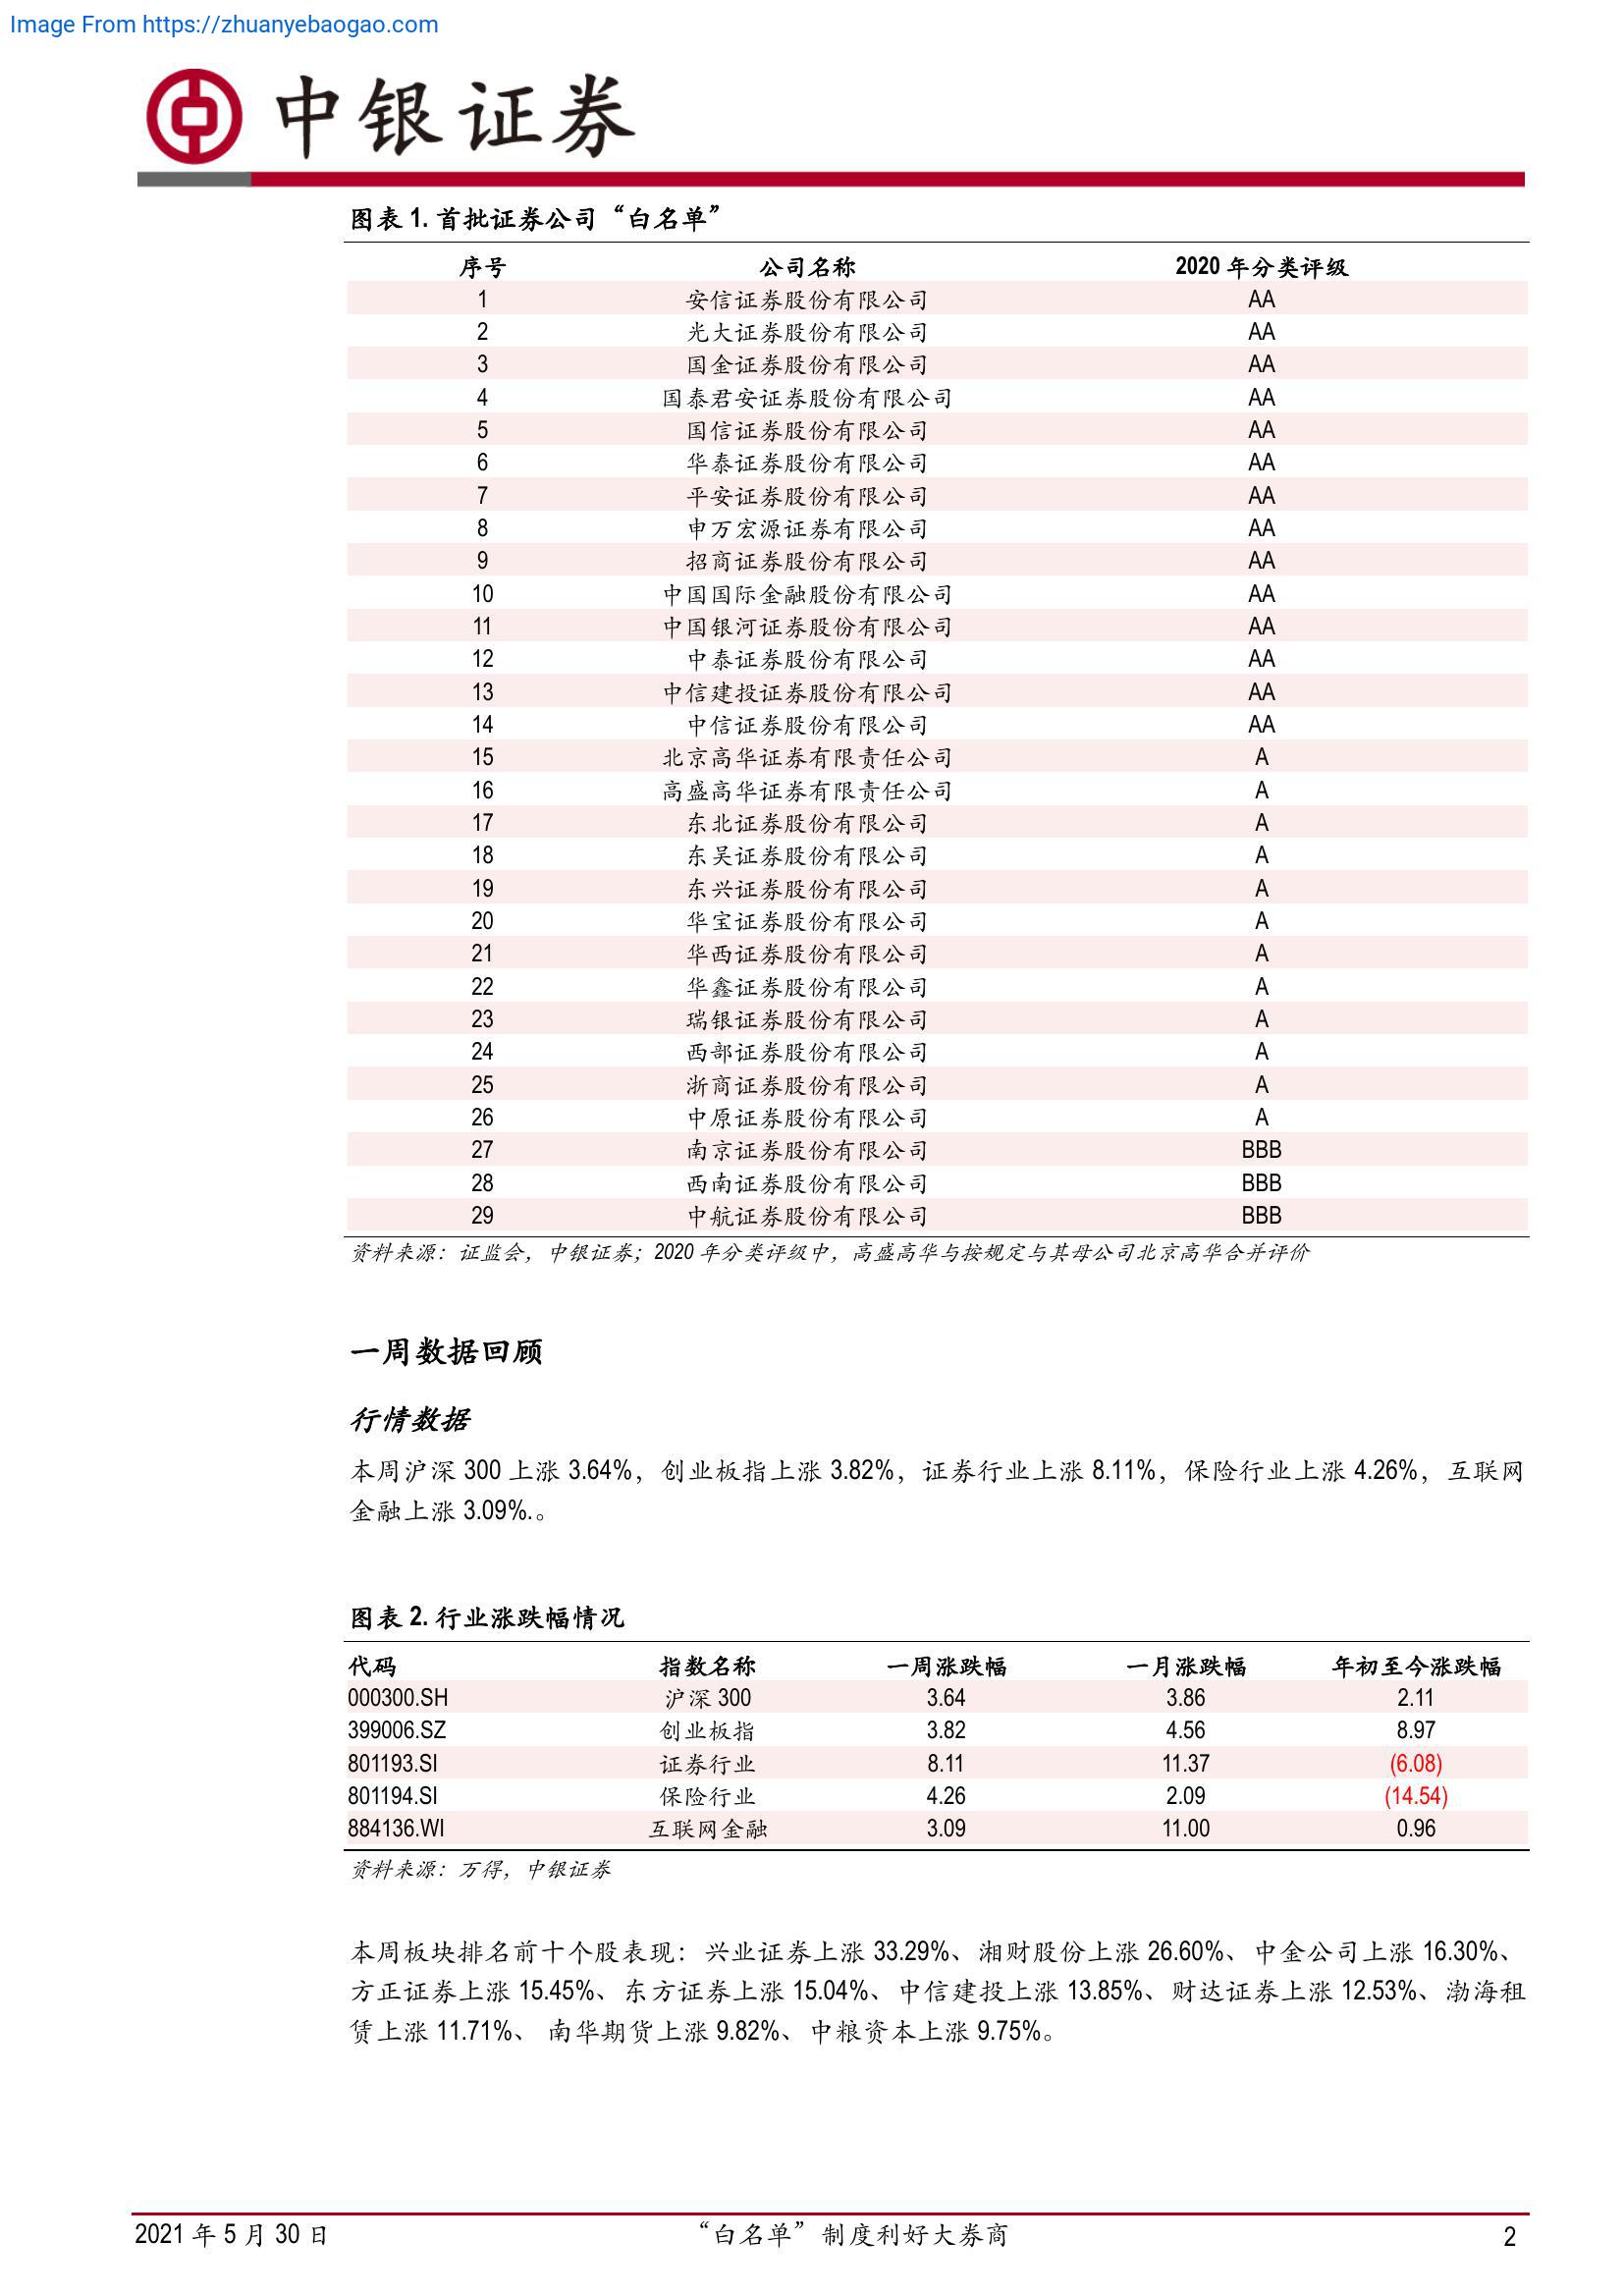 Image From https://zhuanyebaogao.com
中银证券
图表 1. 首批证券公司“白名单”
序号 公司名称 2020 年分类评级
1 安信证券股份有限公司 AA
2 光大证券股份有限公司 AA
3 国金证券股份有限公司 AA
4 国泰君安证券股份有限公司 AA
5 国信证券股份有限公司 AA
6 华泰证券股份有限公司 AA
7 平安证券股份有限公司 AA
8 申万宏源证券有限公司 AA
9 招商证券股份有限公司 AA
10 中国国际金融股份有限公司 AA
11 中国银河证券股份有限公司 AA
12 中泰证券股份有限公司 AA
13 中信建投证券股份有限公司 AA
14 中信证券股份有限公司 AA
15 北京高华证券有限责任公司 A
16 高盛高华证券有限责任公司 A
17 东北证券股份有限公司 A
18 东吴证券股份有限公司 A
19 东兴证券股份有限公司 A
20 华宝证券股份有限公司 A
21 华西证券股份有限公司 A
22 华鑫证券股份有限公司 A
23 瑞银证券股份有限公司 A
24 西部证券股份有限公司 A
25 浙商证券股份有限公司 A
26 中原证券股份有限公司 A
27 南京证券股份有限公司 BBB
28 西南证券股份有限公司 BBB
29 中航证券股份有限公司 BBB
资料来源：证监会，中银证券；2020 年分类评级中，高盛高华与按规定与其母公司北京高华合并评价
一周数据回顾
行情数据
本周沪深 300 上涨 3.64%，创业板指上涨 3.82%，证券行业上涨 8.11%，保险行业上涨 4.26%，互联网
金融上涨 3.09%.。
图表 2. 行业涨跌幅情况
代码 指数名称 一周涨跌幅 一月涨跌幅 年初至今涨跌幅
000300.SH 沪深 300 3.64 3.86 2.11
399006.SZ 创业板指 3.82 4.56 8.97
801193.SI 证券行业 8.11 11.37 (6.08)
801194.SI 保险行业 4.26 2.09 (14.54)
884136.WI 互联网金融 3.09 11.00 0.96
资料来源：万得，中银证券
本周板块排名前十个股表现：兴业证券上涨 33.29%、湘财股份上涨 26.60%、中金公司上涨 16.30%、
方正证券上涨 15.45%、东方证券上涨 15.04%、中信建投上涨 13.85%、财达证券上涨 12.53%、渤海租
赁上涨 11.71%、 南华期货上涨 9.82%、中粮资本上涨 9.75%。
2021 年 5 月 30 日 “白名单”制度利好大券商 2